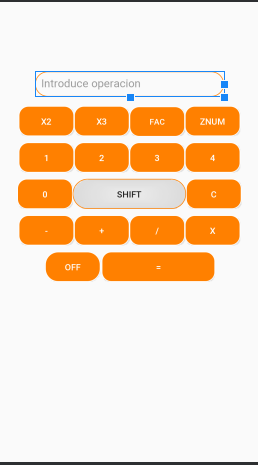 Introduce operacion
X2 X3 FAC ZNUM
1 2 3 4
0 SHIFT C
- + / X
OFF =